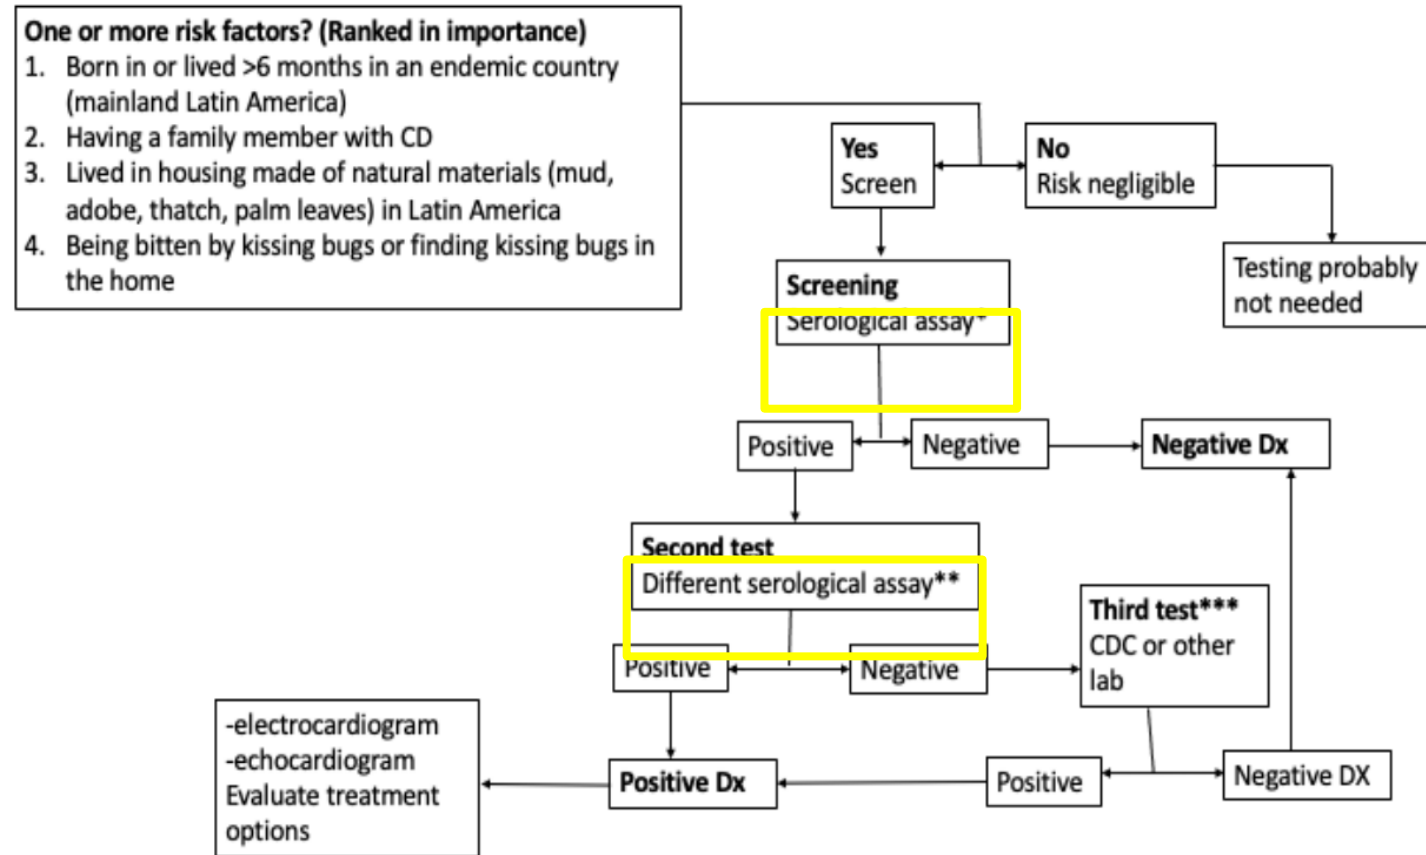 One or more risk factors? (Ranked in importance)
1. Born in or lived >6 months in an endemic country
(mainland Latin America)
2. Having a family member with CD
3. Lived in housing made of natural materials (mud,
adobe, thatch, palm leaves) in Latin America
4. Being bitten by kissing bugs or finding kissing bugs in
the home
Yes
Screen
No
Risk negligible
Testing probably
not needed
Screening
Serological assay*
Positive
Negative
Negative Dx
Second test
Different serological assay**
Third test***
CDC or other
lab
Positive
Negative
-electrocardiogram
-echocardiogram
Evaluate treatment
options
Positive Dx
Positive
Negative DX